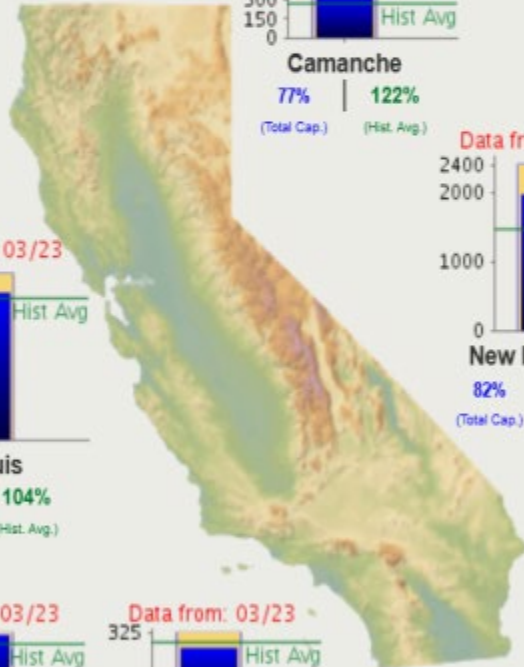 300
150
0
Hist Avg
Camanche
77% 122%
(Total Cap.) (Hist. Avg.)
Data fr
2400
2000
1000
0
New
82%
(Total Cap.)
03/23
Hist Avg
uis
104%
Hist. Avg.)
03/23
Hist Avg
Data from: 03/23
325
Hist Avg